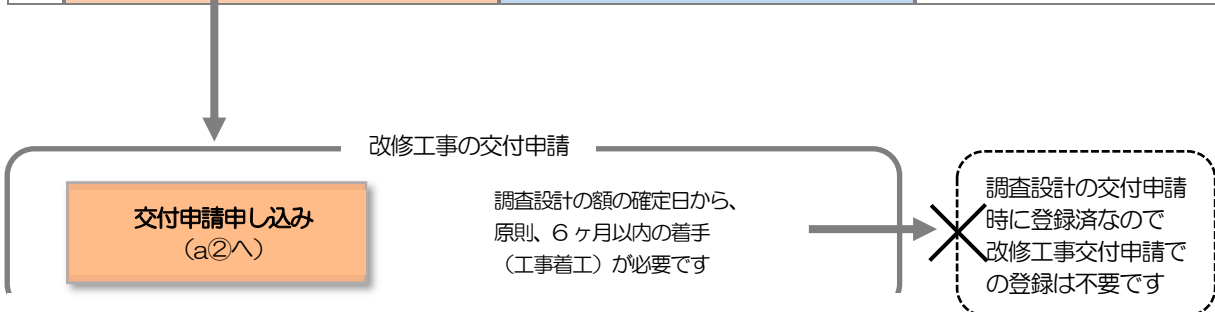 改修工事の交付申請
交付申請申し込み
（a②へ）
調査設計の額の確定日から、
原則、６ヶ月以内の着手
（工事着工）が必要です
調査設計の交付申請
時に登録済なので
改修工事交付申請で
の登録は不要です